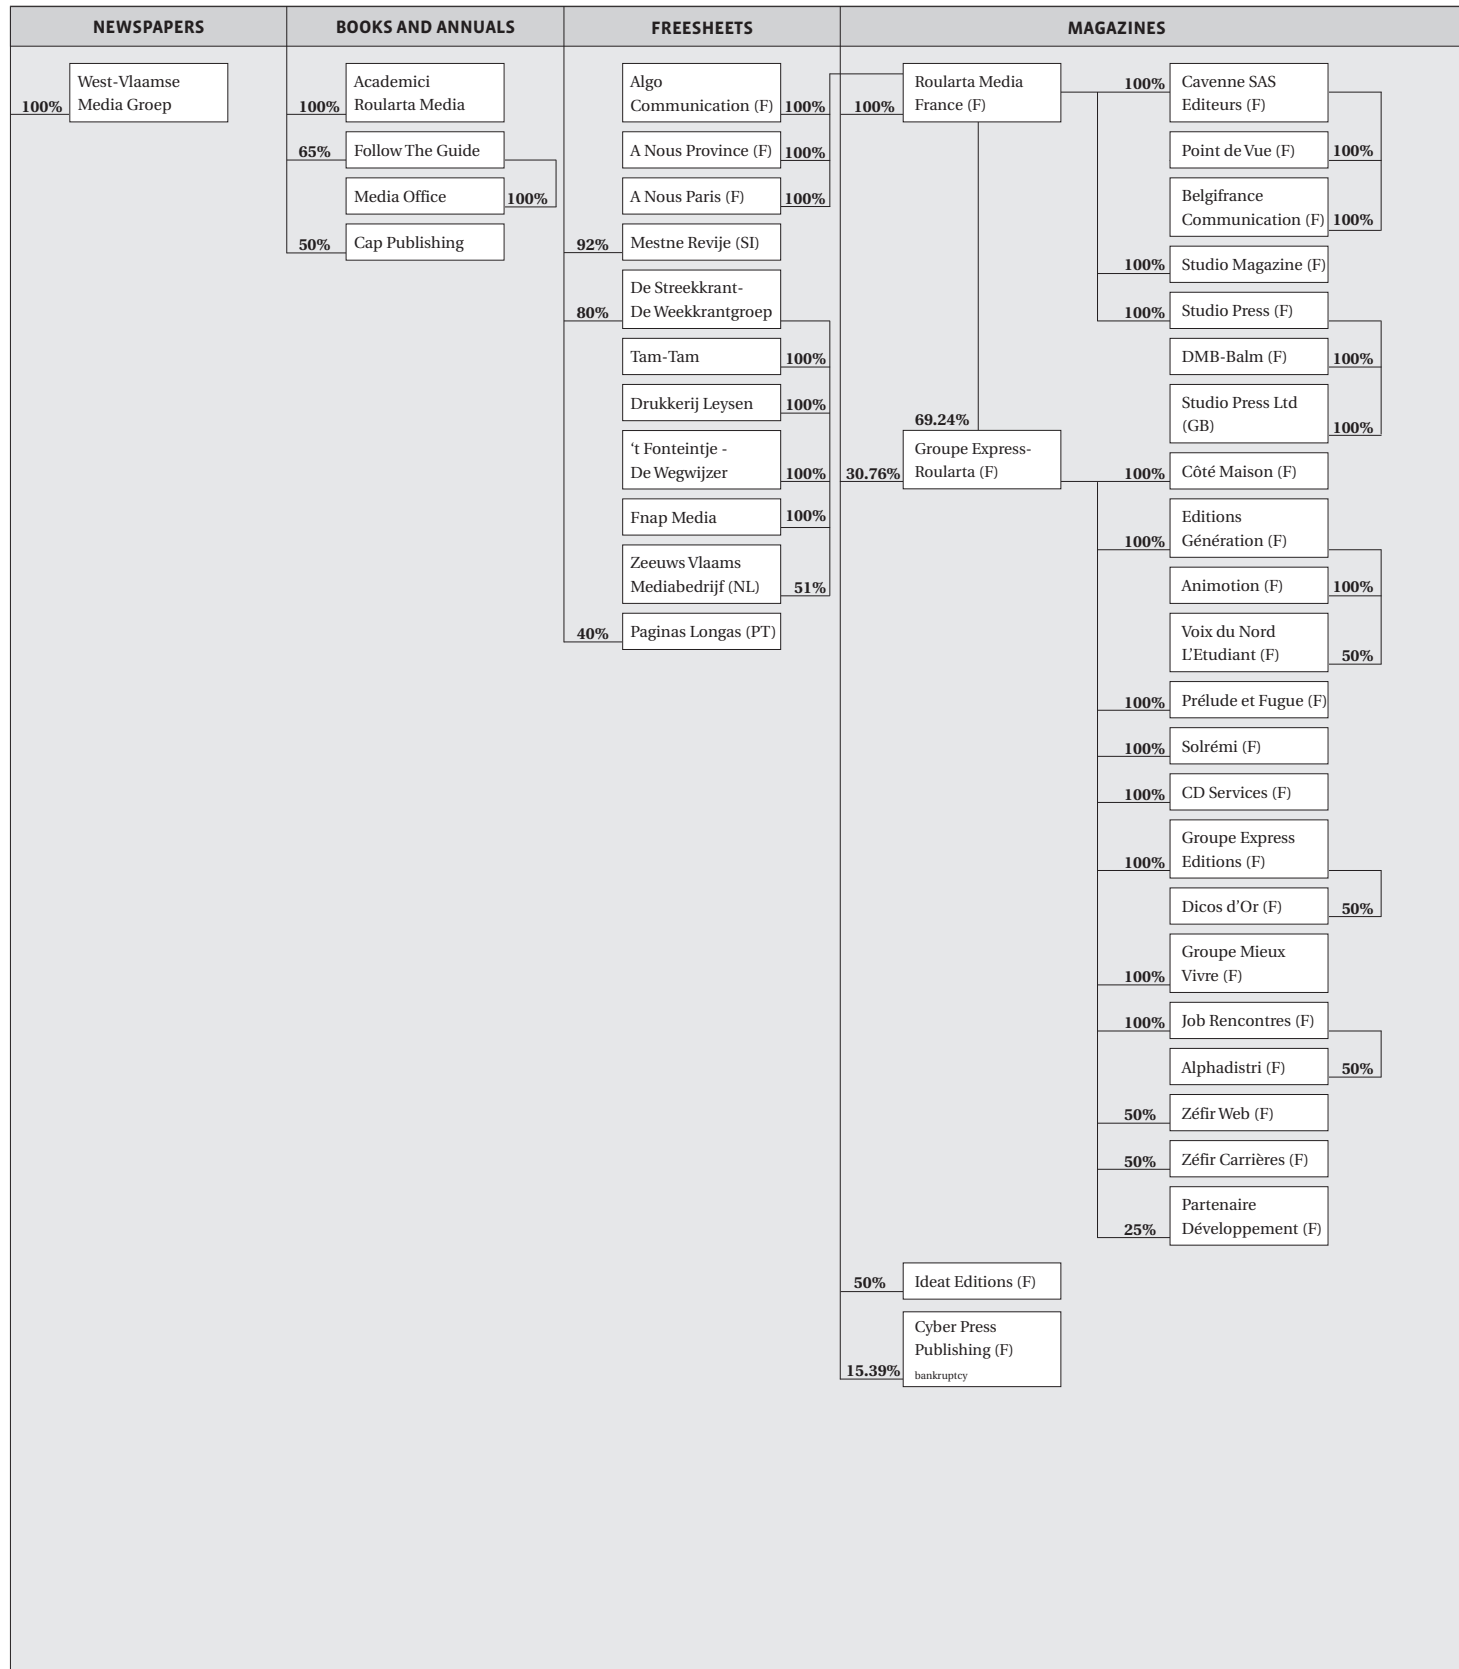 NEWSPAPERS
BOOKS AND ANNUALS
FREESHEETS
MAGAZINES
West-Vlaamse
Media Groep
100%
Academici
Roularta Media
100%
65%
Follow The Guide
Media Office
100%
50%
Cap Publishing
Algo
Communication (F)
100%
A Nous Province (F)
100%
A Nous Paris (F)
100%
92%
Mestne Revije (SI)
De Streekkrant-
De Weekkrantgroep
80%
Tam-Tam
100%
Drukkerij Leysen
100%
‘t Fonteintje -
De Wegwijzer
100%
Fnap Media
100%
Zeeuws Vlaams
Mediabedrijf (NL)
51%
40%
Paginas Longas (PT)
Roularta Media
France (F)
100%
69.24%
Groupe Express-
Roularta (F)
30.76%
50%
Ideat Editions (F)
Cyber Press
Publishing (F)
bankruptcy
15.39%
100%
Cavenne SAS
Editeurs (F)
Point de Vue (F)
100%
Belgifrance
Communication (F)
100%
100%
Studio Magazine (F)
100%
Studio Press (F)
DMB-Balm (F)
100%
Studio Press Ltd
(GB)
100%
100%
Côté Maison (F)
Editions
Génération (F)
100%
Animotion (F)
100%
Voix du Nord
L’Etudiant (F)
50%
100%
Prélude et Fugue (F)
100%
Solrémi (F)
100%
CD Services (F)
Groupe Express
Editions (F)
100%
Dicos d’Or (F)
50%
Groupe Mieux
Vivre (F)
100%
100%
Job Rencontres (F)
Alphadistri (F)
50%
50%
Zéfir Web (F)
50%
Zéfir Carrières (F)
Partenaire
Développement (F)
25%